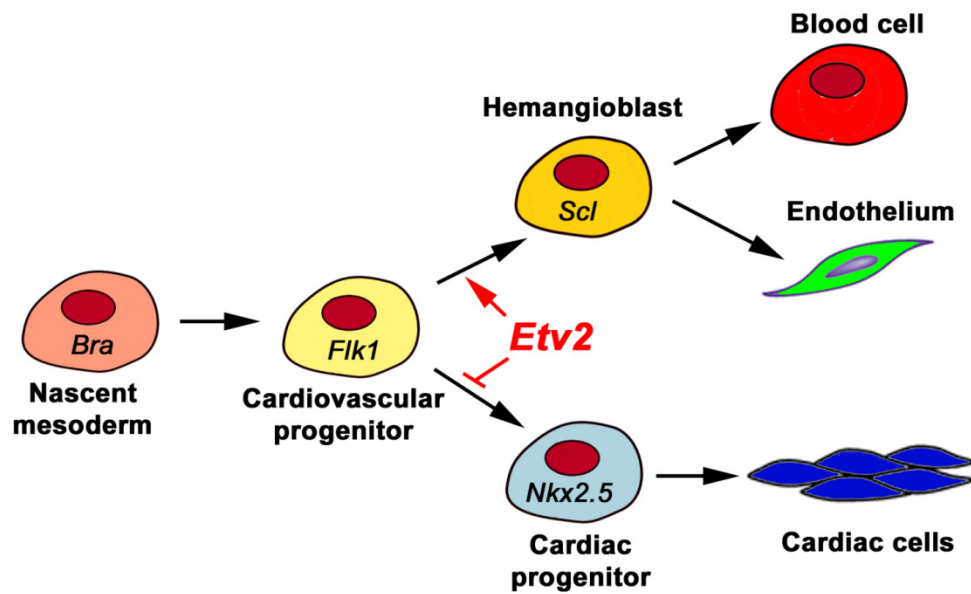 Blood cell
Hemangioblast
Scl
Endothelium
Bra
Flk1
Etv2
Nascent
mesoderm
Cardiovascular
progenitor
Nkx2.5
Cardiac
progenitor
Cardiac cells